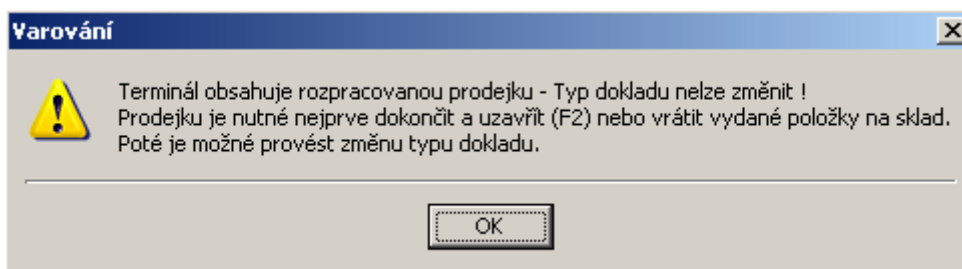 Varování
Terminál obsahuje rozpracovanou prodejku - Typ dokladu nelze změnit !
Prodejku je nutné nejprve dokončit a uzavřít (F2) nebo vrátit vydané položky na sklad.
Poté je možné provést změnu typu dokladu.
OK